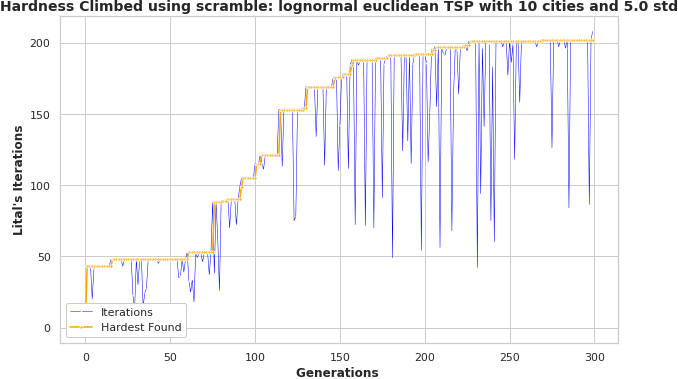 Hardness Climbed using scramble: lognormal euclidean TSP with 10 cities and 5.0 std
200
150
100
50
0
Lital's Iterations
Iterations
Hardest Found
0 50 100 150 200 250 300
Generations